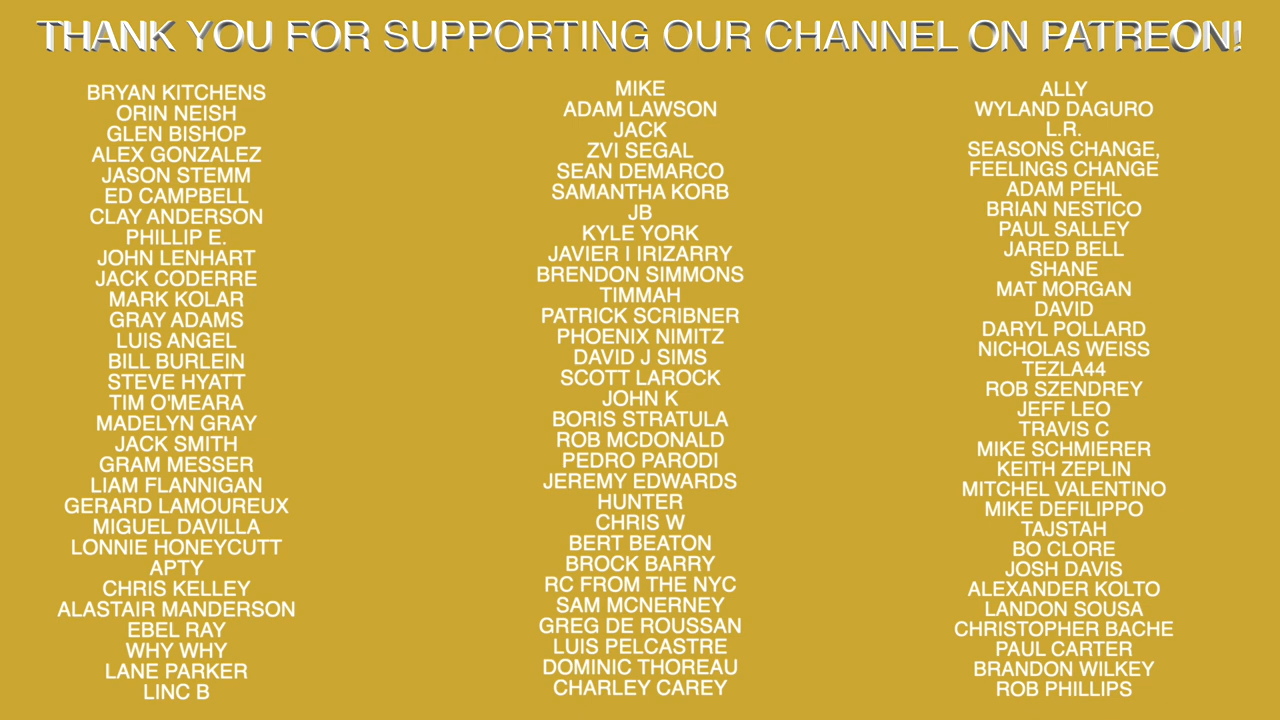 THANK YOU FOR SUPPORTING OUR CHANNEL ON PATREON!
BRYAN KITCHENS
ORIN NEISH
GLEN BISHOP
ALEX GONZALEZ
JASON STEMM
ED CAMPBELL
CLAY ANDERSON
PHILLIP E.
JOHN LENHART
JACK CODERRE
MARK KOLAR
GRAY ADAMS
LUIS ANGEL
BILL BURLEIN
STEVE HYATT
TIM O'MEARA
MADELYN GRAY
JACK SMITH
GRAM MESSER
LIAM FLANNIGAN
GERARD LAMOUREUX
MIGUEL DAVILLA
LONNIE HONEYCUTT
APTY
CHRIS KELLEY
ALASTAIR MANDERSON
EBEL RAY
WHY WHY
LANE PARKER
LINC B
MIKE
ADAM LAWSON
JACK
ZVI SEGAL
SEAN DEMARCO
SAMANTHA KORB
JB
KYLE YORK
JAVIER I IRIZARRY
BRENDON SIMMONS
TIMMAH
PATRICK SCRIBNER
PHOENIX NIMITZ
DAVID J SIMS
SCOTT LAROCK
JOHN K
BORIS STRATULA
ROB MCDONALD
PEDRO PARODI
JEREMY EDWARDS
HUNTER
CHRIS W
BERT BEATON
BROCK BARRY
RC FROM THE NYC
SAM MCNERNEY
GREG DE ROUSSAN
LUIS PELCASTRE
DOMINIC THOREAU
CHARLEY CAREY
ALLY
WYLAND DAGURO
L.R.
SEASONS CHANGE,
FEELINGS CHANGE
ADAM PEHL
BRIAN NESTICO
PAUL SALLEY
JARED BELL
SHANE
MAT MORGAN
DAVID
DARYL POLLARD
NICHOLAS WEISS
TEZLA44
ROB SZENDREY
JEFF LEO
TRAVIS C
MIKE SCHMIERER
KEITH ZEPLIN
MITCHEL VALENTINO
MIKE DEFILIPPO
TAJSTAH
BO CLORE
JOSH DAVIS
ALEXANDER KOLTO
LANDON SOUSA
CHRISTOPHER BACHE
PAUL CARTER
BRANDON WILKEY
ROB PHILLIPS